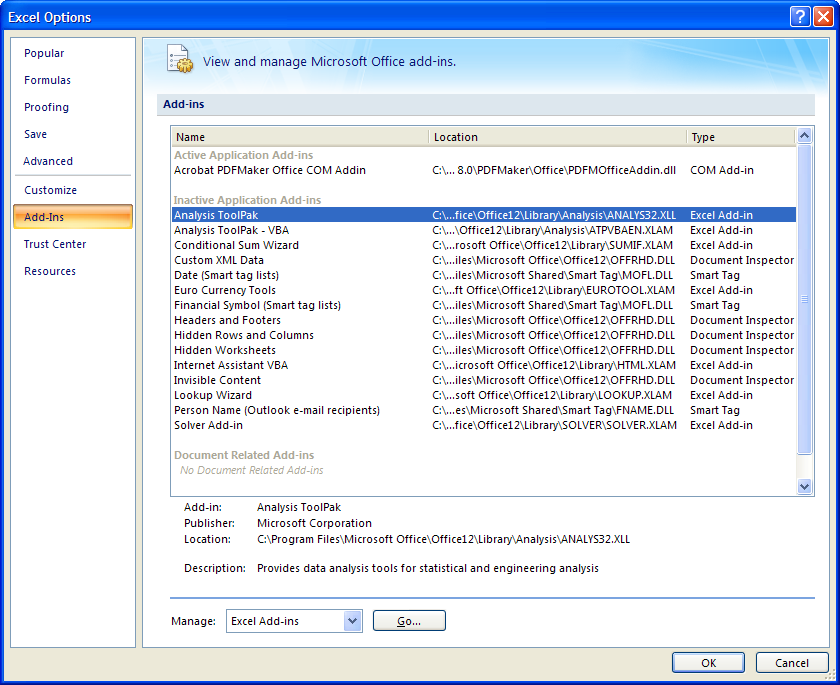 Excel Options
Popular
Formulas
Proofing
Save
Advanced
Customize
Add-Ins
Trust Center
Resources
View and manage Microsoft Office add-ins.
Add-ins
Name Location Type
Active Application Add-ins
Acrobat PDFMaker Office COM Addin C:\... 8.0\PDFMaker\Office\PDFMOfficeAddin.dll COM Add-in
Inactive Application Add-ins
Analysis ToolPak C:\...fice\Office12\Library\Analysis\ANALYS32.XLL Excel Add-in
Analysis ToolPak - VBA C:\...\Office12\Library\Analysis\ATPVBAEN.XLAM Excel Add-in
Conditional Sum Wizard C:\...rosoft Office\Office12\Library\SUMIF.XLAM Excel Add-in
Custom XML Data C:\...iles\Microsoft Office\Office12\OFFRHD.DLL Document Inspector
Date (Smart tag lists) C:\...iles\Microsoft Shared\Smart Tag\MOFL.DLL Smart Tag
Euro Currency Tools C:\...ft Office\Office12\Library\EUROTOOL.XLAM Excel Add-in
Financial Symbol (Smart tag lists) C:\...iles\Microsoft Shared\Smart Tag\MOFL.DLL Smart Tag
Headers and Footers C:\...iles\Microsoft Office\Office12\OFFRHD.DLL Document Inspector
Hidden Rows and Columns C:\...iles\Microsoft Office\Office12\OFFRHD.DLL Document Inspector
Hidden Worksheets C:\...iles\Microsoft Office\Office12\OFFRHD.DLL Document Inspector
Internet Assistant VBA C:\...icrosoft Office\Office12\Library\HTML.XLAM Excel Add-in
Invisible Content C:\...iles\Microsoft Office\Office12\OFFRHD.DLL Document Inspector
Lookup Wizard C:\...soft Office\Office12\Library\LOOKUP.XLAM Excel Add-in
Person Name (Outlook e-mail recipients) C:\...es\Microsoft Shared\Smart Tag\FNAME.DLL Smart Tag
Solver Add-in C:\...fice\Office12\Library\SOLVER\SOLVER.XLAM Excel Add-in
Document Related Add-ins
No Document Related Add-ins
Add-in: Analysis ToolPak
Publisher: Microsoft Corporation
Location: C:\Program Files\Microsoft Office\Office12\Library\Analysis\ANALYS32.XLL
Description: Provides data analysis tools for statistical and engineering analysis
Manage: Excel Add-ins Go...
OK Cancel